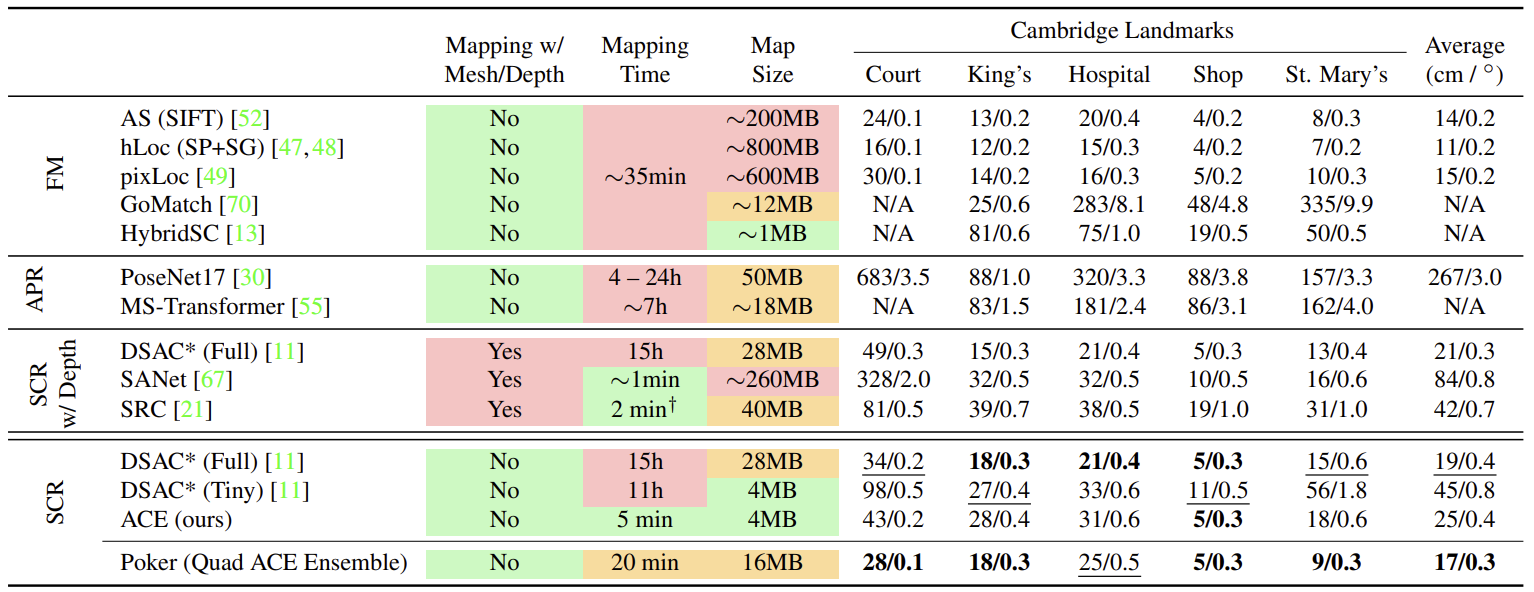 Mapping w/ Mesh/Depth Mapping Time Map Size Cambridge Landmarks Average (cm / °)
Court King's Hospital Shop St. Mary's
FM
AS (SIFT) [52] No ~35min ~200MB 24/0.1 13/0.2 20/0.4 4/0.2 8/0.3 14/0.2
hLoc (SP+SG) [47,48] No ~800MB 16/0.1 12/0.2 15/0.3 4/0.2 7/0.2 11/0.2
pixLoc [49] No ~600MB 30/0.1 14/0.2 16/0.3 5/0.2 10/0.3 15/0.2
GoMatch [70] No ~12MB N/A 25/0.6 283/8.1 48/4.8 335/9.9 N/A
HybridSC [13] No ~1MB N/A 81/0.6 75/1.0 19/0.5 50/0.5 N/A
APR
PoseNet17 [30] No 4 – 24h 50MB 683/3.5 88/1.0 320/3.3 88/3.8 157/3.3 267/3.0
MS-Transformer [55] No ~7h ~18MB N/A 83/1.5 181/2.4 86/3.1 162/4.0 N/A
SCR w/ Depth
DSAC* (Full) [11] Yes 15h 28MB 49/0.3 15/0.3 21/0.4 5/0.3 13/0.4 21/0.3
SANet [67] Yes ~1min ~260MB 328/2.0 32/0.5 32/0.5 10/0.5 16/0.6 84/0.8
SRC [21] Yes 2 min† 40MB 81/0.5 39/0.7 38/0.5 19/1.0 31/1.0 42/0.7
SCR
DSAC* (Full) [11] No 15h 28MB 34/0.2 18/0.3 21/0.4 5/0.3 15/0.6 19/0.4
DSAC* (Tiny) [11] No 11h 4MB 98/0.5 27/0.4 33/0.6 11/0.5 56/1.8 45/0.8
ACE (ours) No 5 min 4MB 43/0.2 28/0.4 31/0.6 5/0.3 18/0.6 25/0.4
Poker (Quad ACE Ensemble) No 20 min 16MB 28/0.1 18/0.3 25/0.5 5/0.3 9/0.3 17/0.3